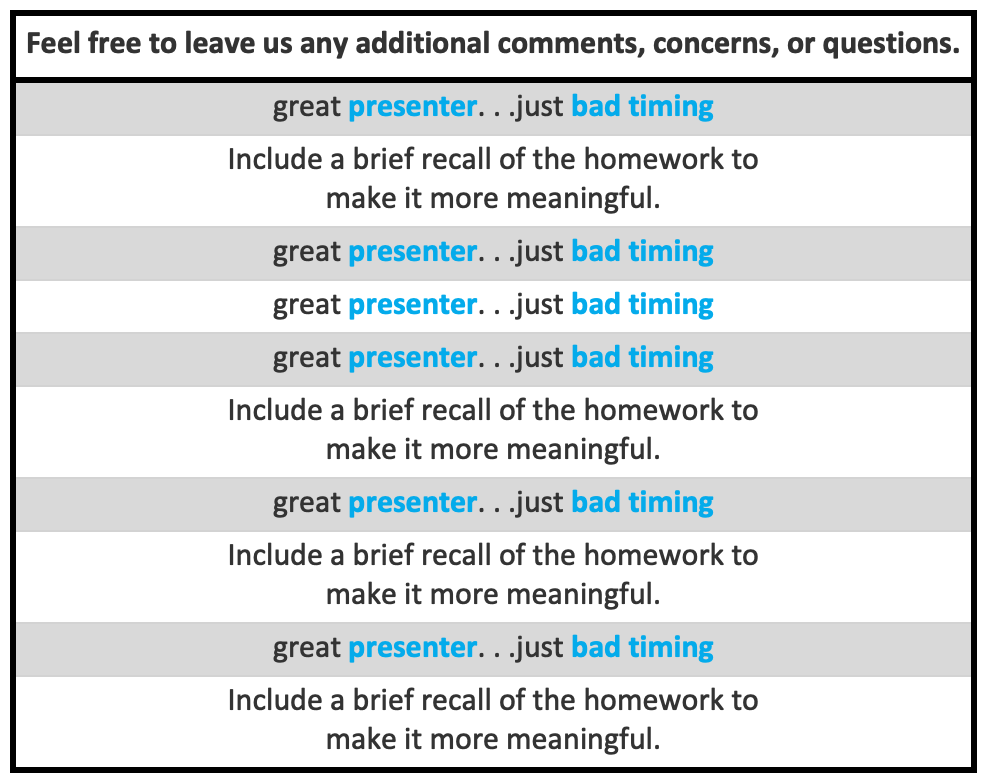 Feel free to leave us any additional comments, concerns, or questions.
great presenter. . .just bad timing
Include a brief recall of the homework to
make it more meaningful.
great presenter. . .just bad timing
great presenter. . .just bad timing
great presenter. . .just bad timing
Include a brief recall of the homework to
make it more meaningful.
great presenter. . .just bad timing
Include a brief recall of the homework to
make it more meaningful.
great presenter. . .just bad timing
Include a brief recall of the homework to
make it more meaningful.